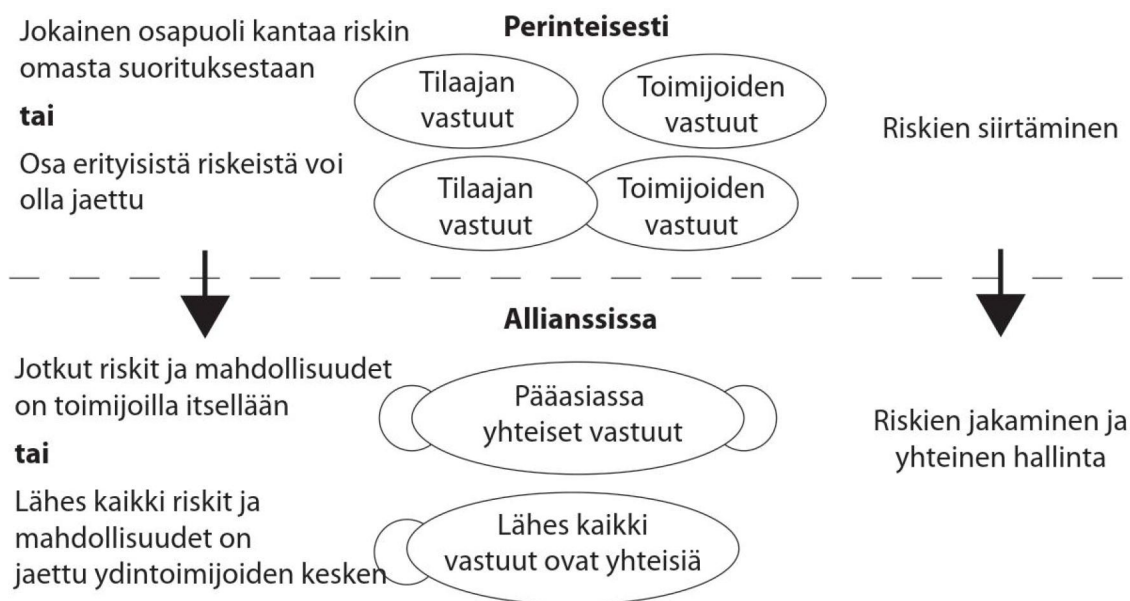 Jokainen osapuoli kantaa riskin
omasta suorituksestaan
tai
Osa erityisistä riskeistä voi
olla jaettu
Perinteisesti
Tilaajan
vastuut
Toimijoiden
vastuut
Tilaajan
vastuut
Toimijoiden
vastuut
Riskien siirtäminen
Allianssissa
Jotkut riskit ja mahdollisuudet
on toimijoilla itsellään
tai
Lähes kaikki riskit ja
mahdollisuudet on
jaettu ydintoimijoiden kesken
Pääasiassa
yhteiset vastuut
Lähes kaikki
vastuut ovat yhteisiä
Riskien jakaminen ja
yhteinen hallinta